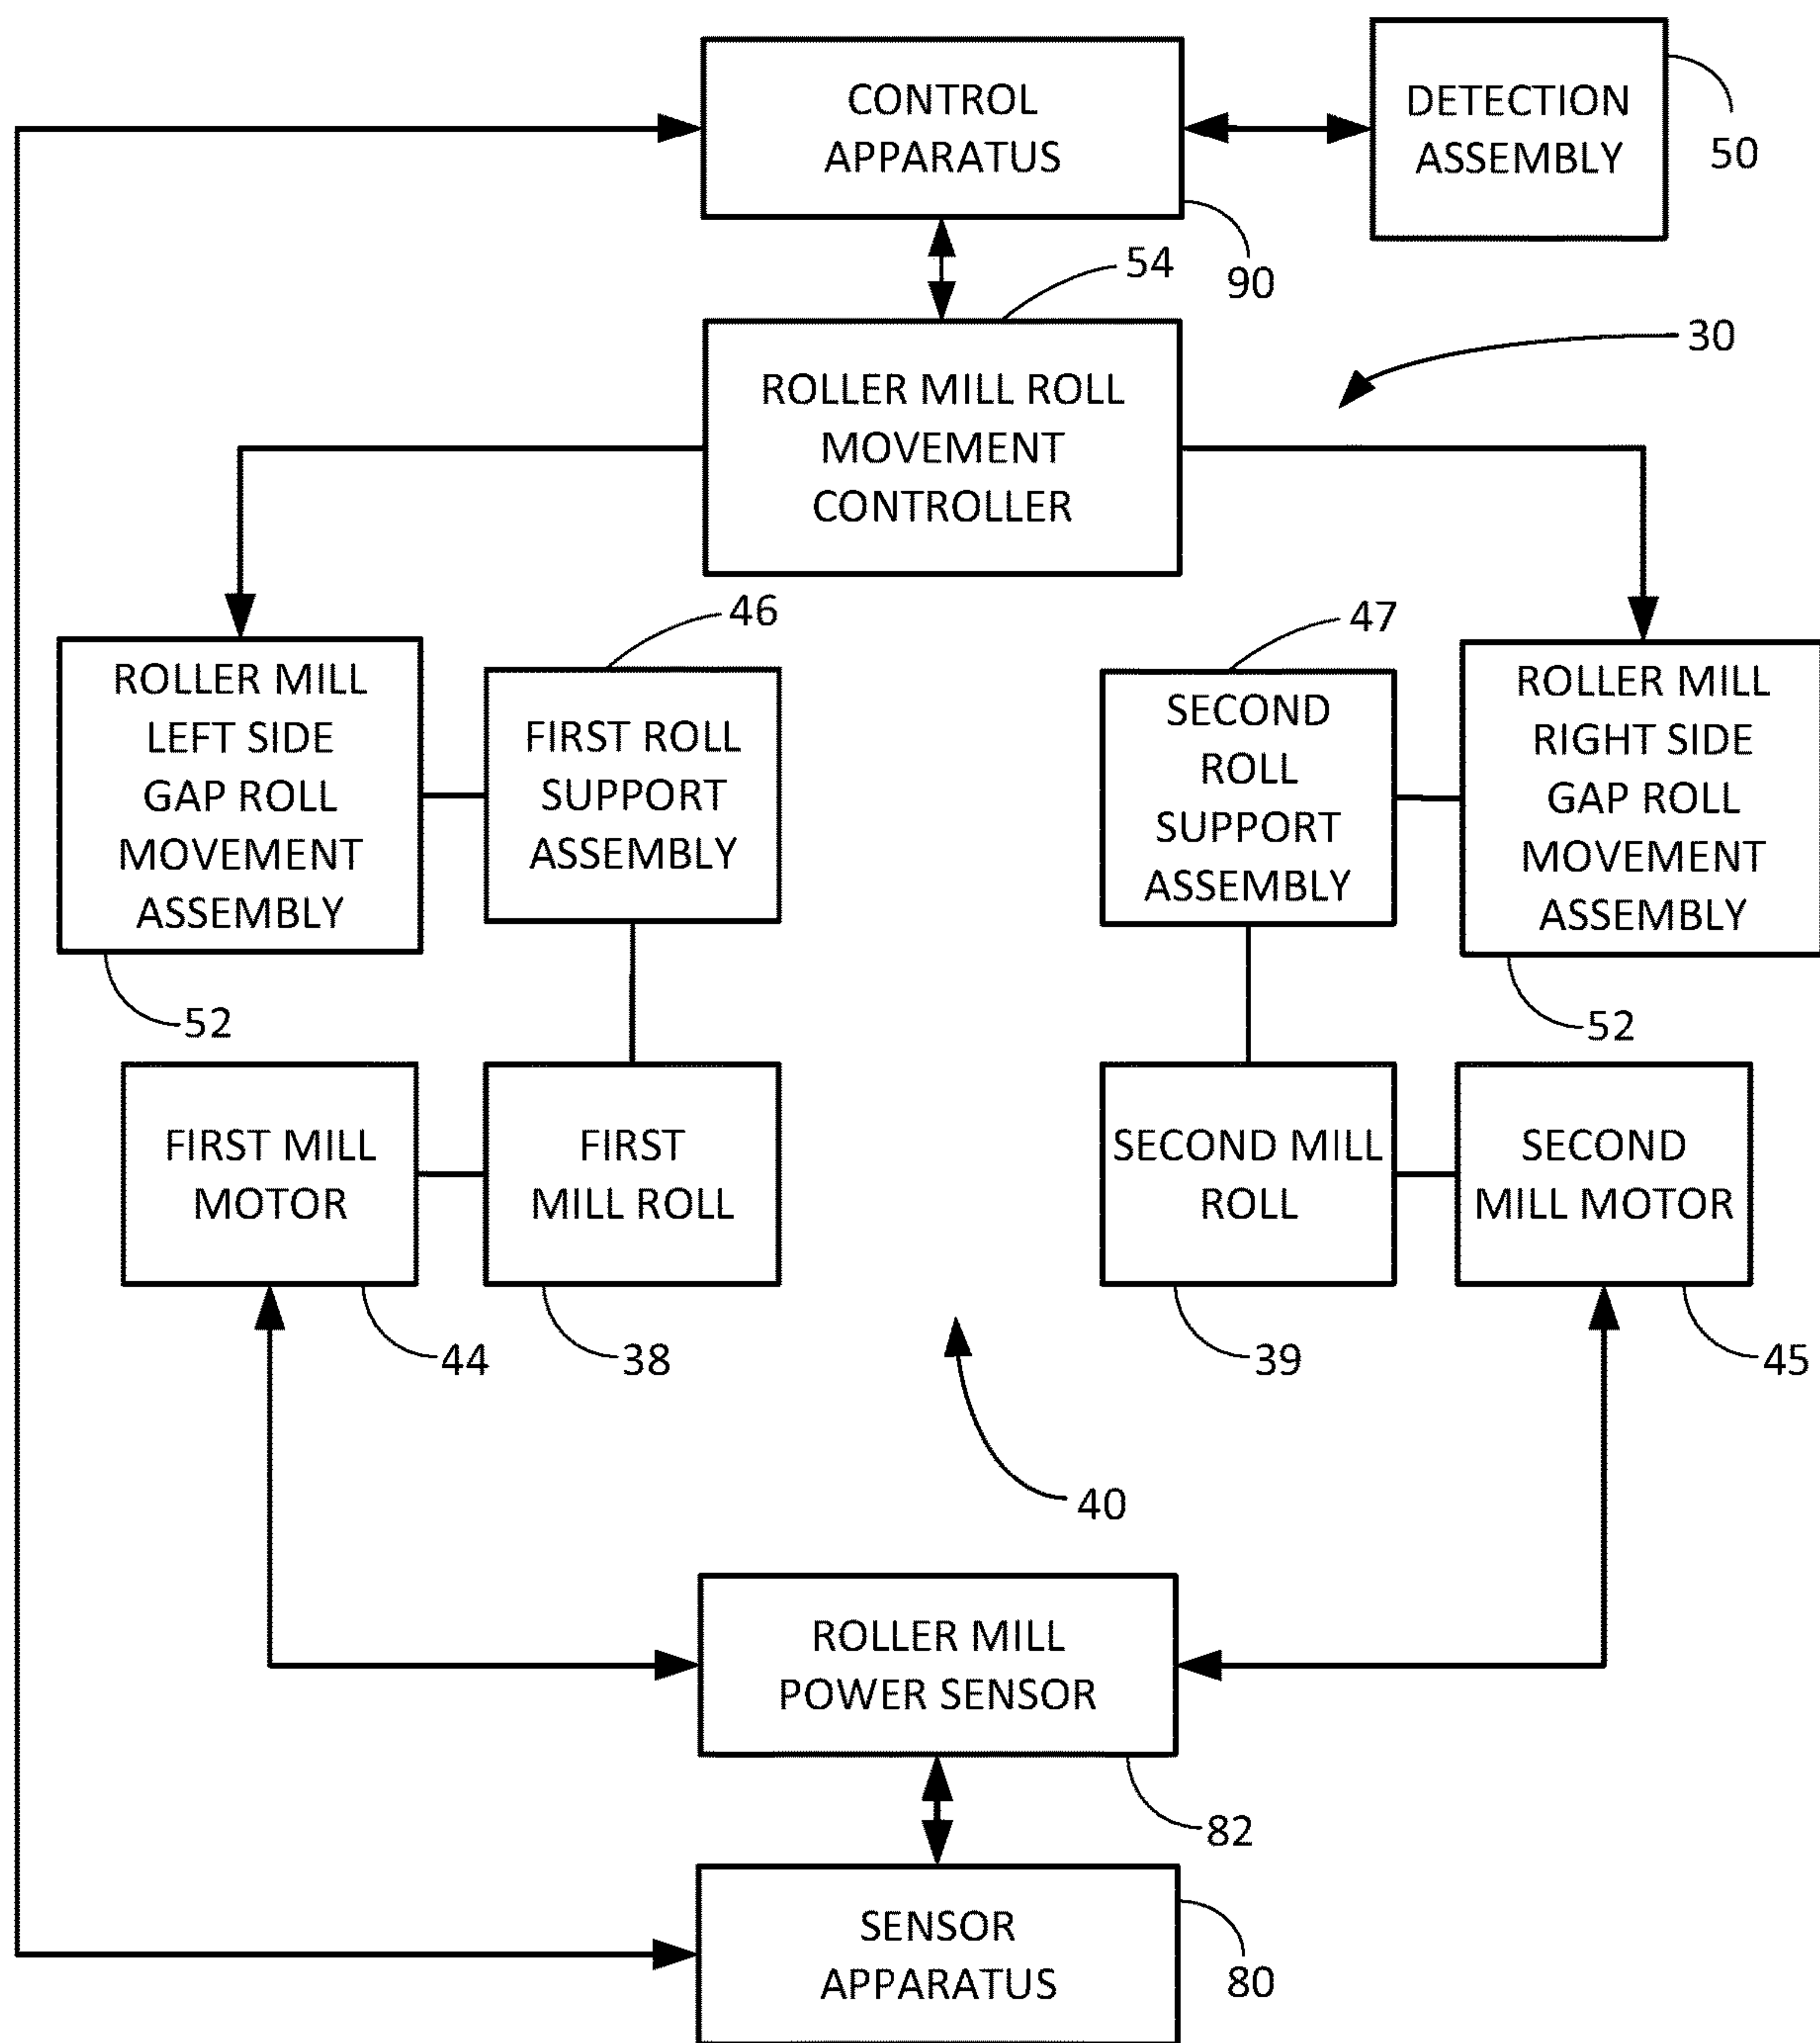 CONTROL
APPARATUS
DETECTION
ASSEMBLY
50
90
54
30
ROLLER MILL ROLL
MOVEMENT
CONTROLLER
46
47
ROLLER MILL
LEFT SIDE
GAP ROLL
MOVEMENT
ASSEMBLY
FIRST ROLL
SUPPORT
ASSEMBLY
SECOND
ROLL
SUPPORT
ASSEMBLY
ROLLER MILL
RIGHT SIDE
GAP ROLL
MOVEMENT
ASSEMBLY
52
52
FIRST MILL
MOTOR
FIRST
MILL ROLL
SECOND MILL
ROLL
SECOND
MILL MOTOR
44
38
39
45
40
ROLLER MILL
POWER SENSOR
82
SENSOR
APPARATUS
80